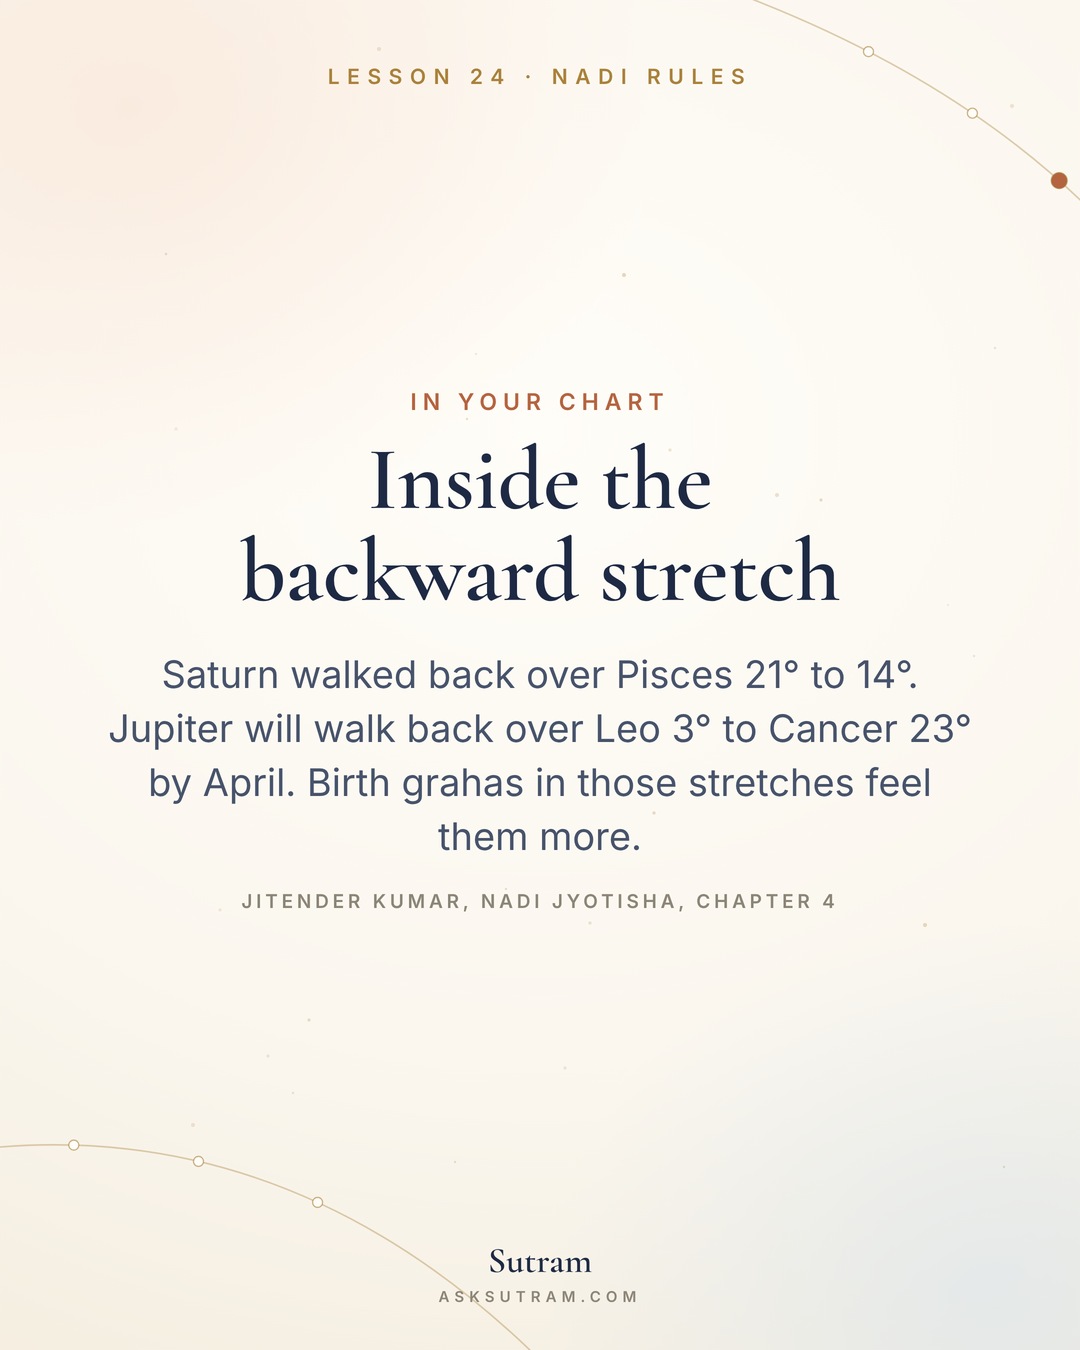 LESSON 24 · NADI RULES
IN YOUR CHART
Inside the
backward stretch
Saturn walked back over Pisces 21° to 14°.
Jupiter will walk back over Leo 3° to Cancer 23°
by April. Birth grahas in those stretches feel
them more.
JITENDER KUMAR, NADI JYOTISHA, CHAPTER 4
Sutram
ASKSUTRAM.COM